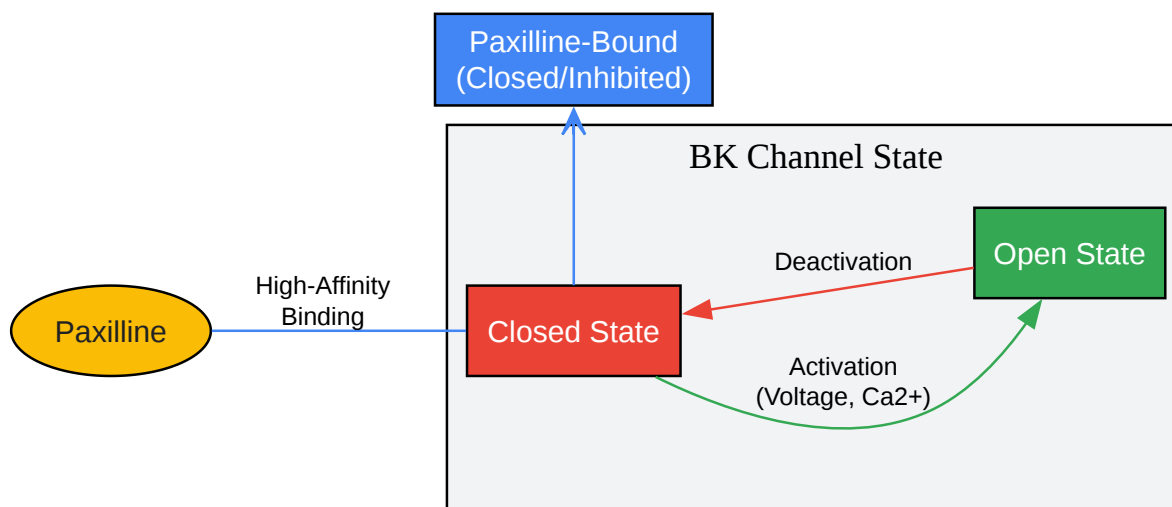 Paxilline-Bound
(Closed/Inhibited)
BK Channel State
Open State
Deactivation
High-Affinity
Binding
Paxilline
Closed State
Activation
(Voltage, Ca2+)